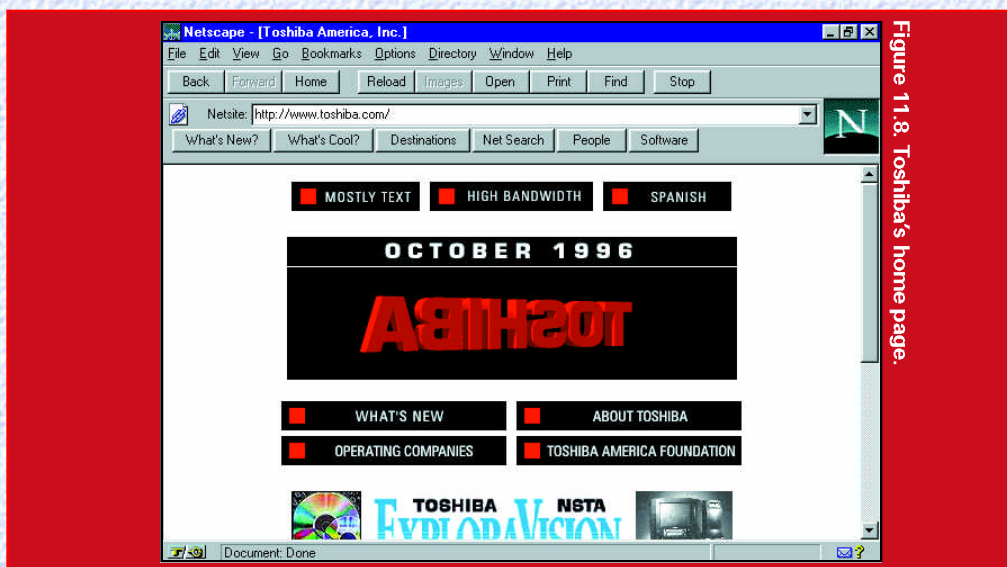 Netscape - [Toshiba America, Inc.]
File Edit View Go Bookmarks Options Directory Window Help
Back Forward Home Reload Images Open Print Find Stop
Netsite: http://www.toshiba.com/
N
What's New? What's Cool? Destinations Net Search People Software
MOSTLY TEXT HIGH BANDWIDTH SPANISH
OCTOBER 1996
TOSHIBA
WHAT'S NEW ABOUT TOSHIBA
OPERATING COMPANIES TOSHIBA AMERICA FOUNDATION
TOSHIBA NSTA
EXPLORAVISION
Document: Done
Figure 11.8. Toshiba's home page.